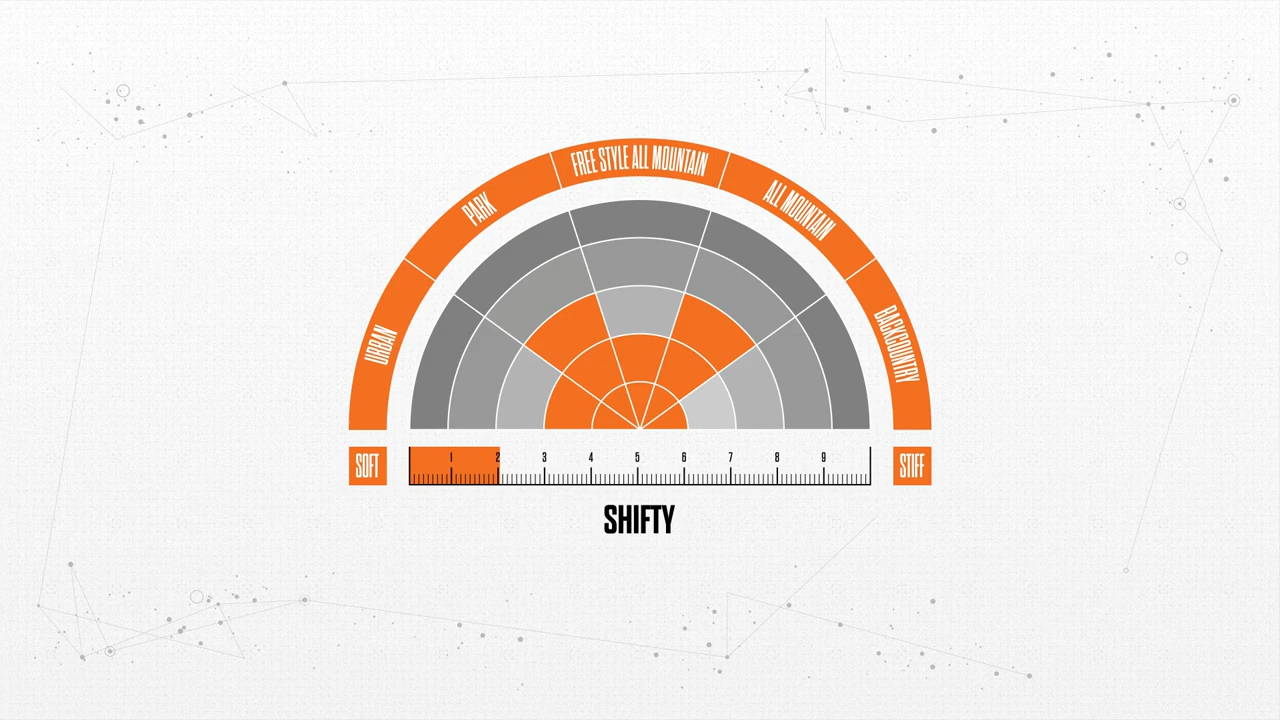 FREE STYLE ALL MOUNTAIN
PARK
ALL MOUNTAIN
URBAN
BACKCOUNTRY
SOFT
1 2 3 4 5 6 7 8 9
STIFF
SHIFTY